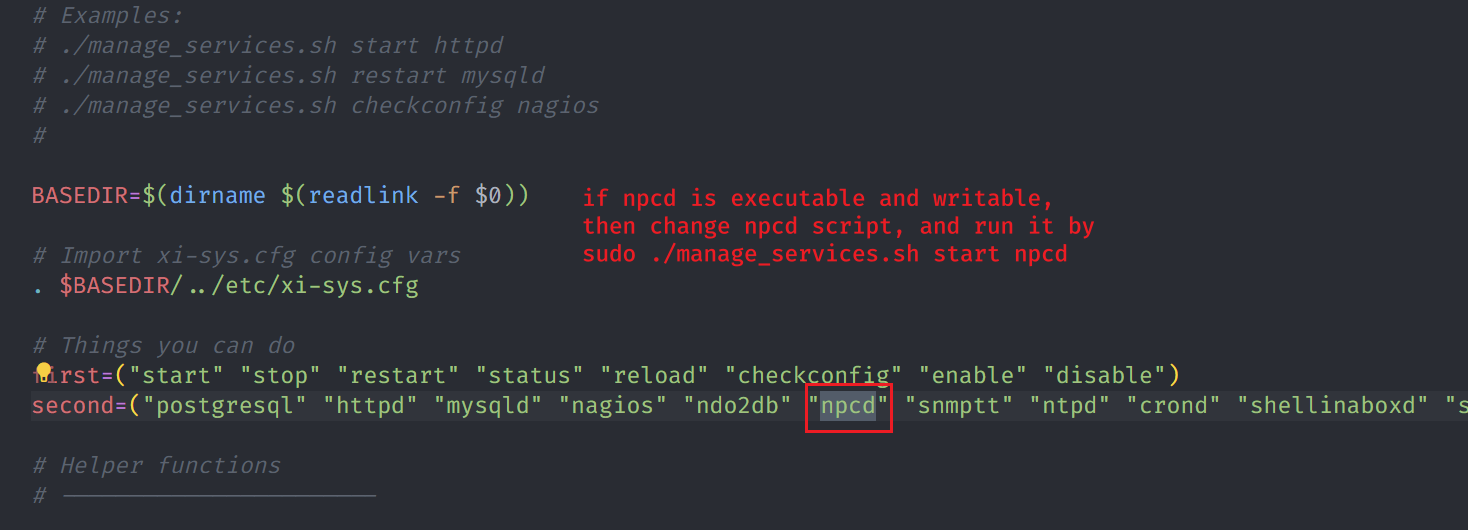 # Examples:
# ./manage_services.sh start httpd
# ./manage_services.sh restart mysqld
# ./manage_services.sh checkconfig nagios
#
BASEDIR=$(dirname $(readlink -f $0))
if npcd is executable and writable,
then change npcd script, and run it by
sudo ./manage_services.sh start npcd
# Import xi-sys.cfg config vars
. $BASEDIR/../etc/xi-sys.cfg
# Things you can do
first=("start" "stop" "restart" "status" "reload" "checkconfig" "enable" "disable")
second=("postgresql" "httpd" "mysqld" "nagios" "ndo2db" "npcd" "snmptt" "ntpd" "crond" "shellinaboxd" "s
# Helper functions
# -----------------------